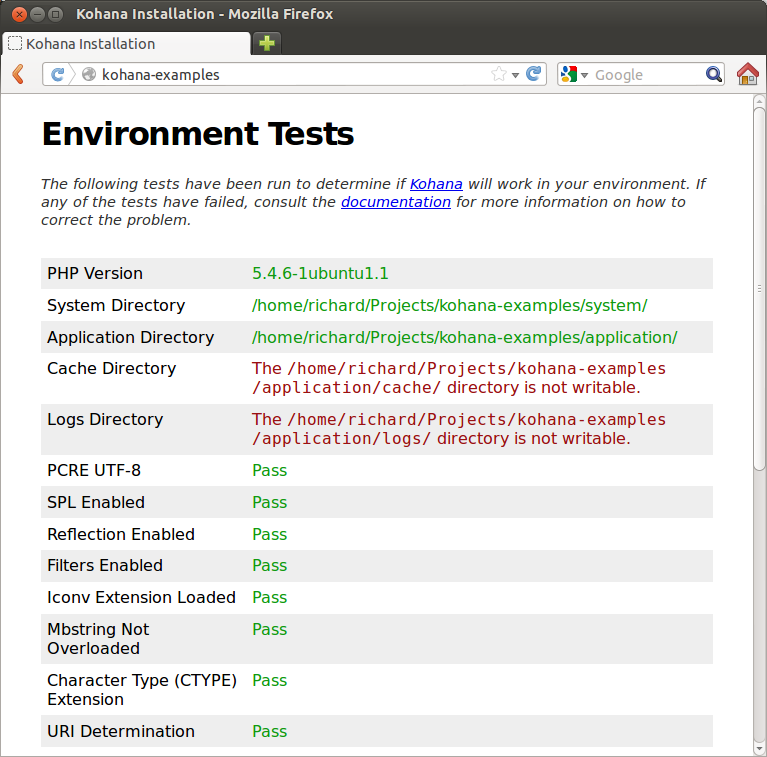 Kohana Installation - Mozilla Firefox
Kohana Installation
kohana-examples
Google
Environment Tests
The following tests have been run to determine if Kohana will work in your environment. If
any of the tests have failed, consult the documentation for more information on how to
correct the problem.
PHP Version 5.4.6-1ubuntu1.1
System Directory /home/richard/Projects/kohana-examples/system/
Application Directory /home/richard/Projects/kohana-examples/application/
Cache Directory The /home/richard/Projects/kohana-examples
/application/cache/ directory is not writable.
Logs Directory The /home/richard/Projects/kohana-examples
/application/logs/ directory is not writable.
PCRE UTF-8 Pass
SPL Enabled Pass
Reflection Enabled Pass
Filters Enabled Pass
Iconv Extension Loaded Pass
Mbstring Not Pass
Overloaded
Character Type (CTYPE) Pass
Extension
URI Determination Pass